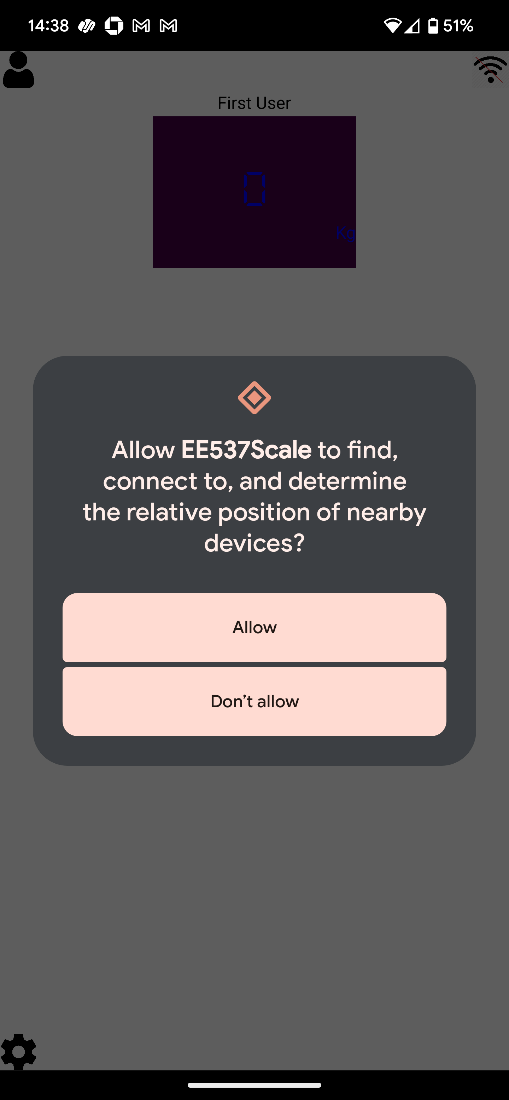 14:38
51%
First User
0
Kg
Allow EE537Scale to find,
connect to, and determine
the relative position of nearby
devices?
Allow
Don't allow